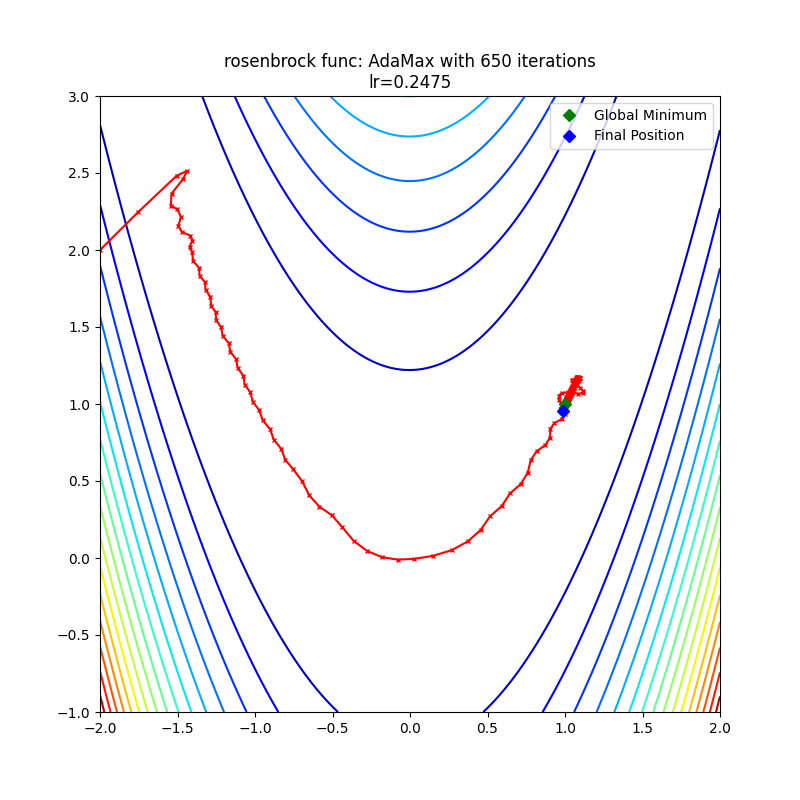 rosenbrock func: AdaMax with 650 iterations
lr=0.2475
Global Minimum
Final Position
3.0
2.5
2.0
1.5
1.0
0.5
0.0
−0.5
−1.0
−2.0 −1.5 −1.0 −0.5 0.0 0.5 1.0 1.5 2.0